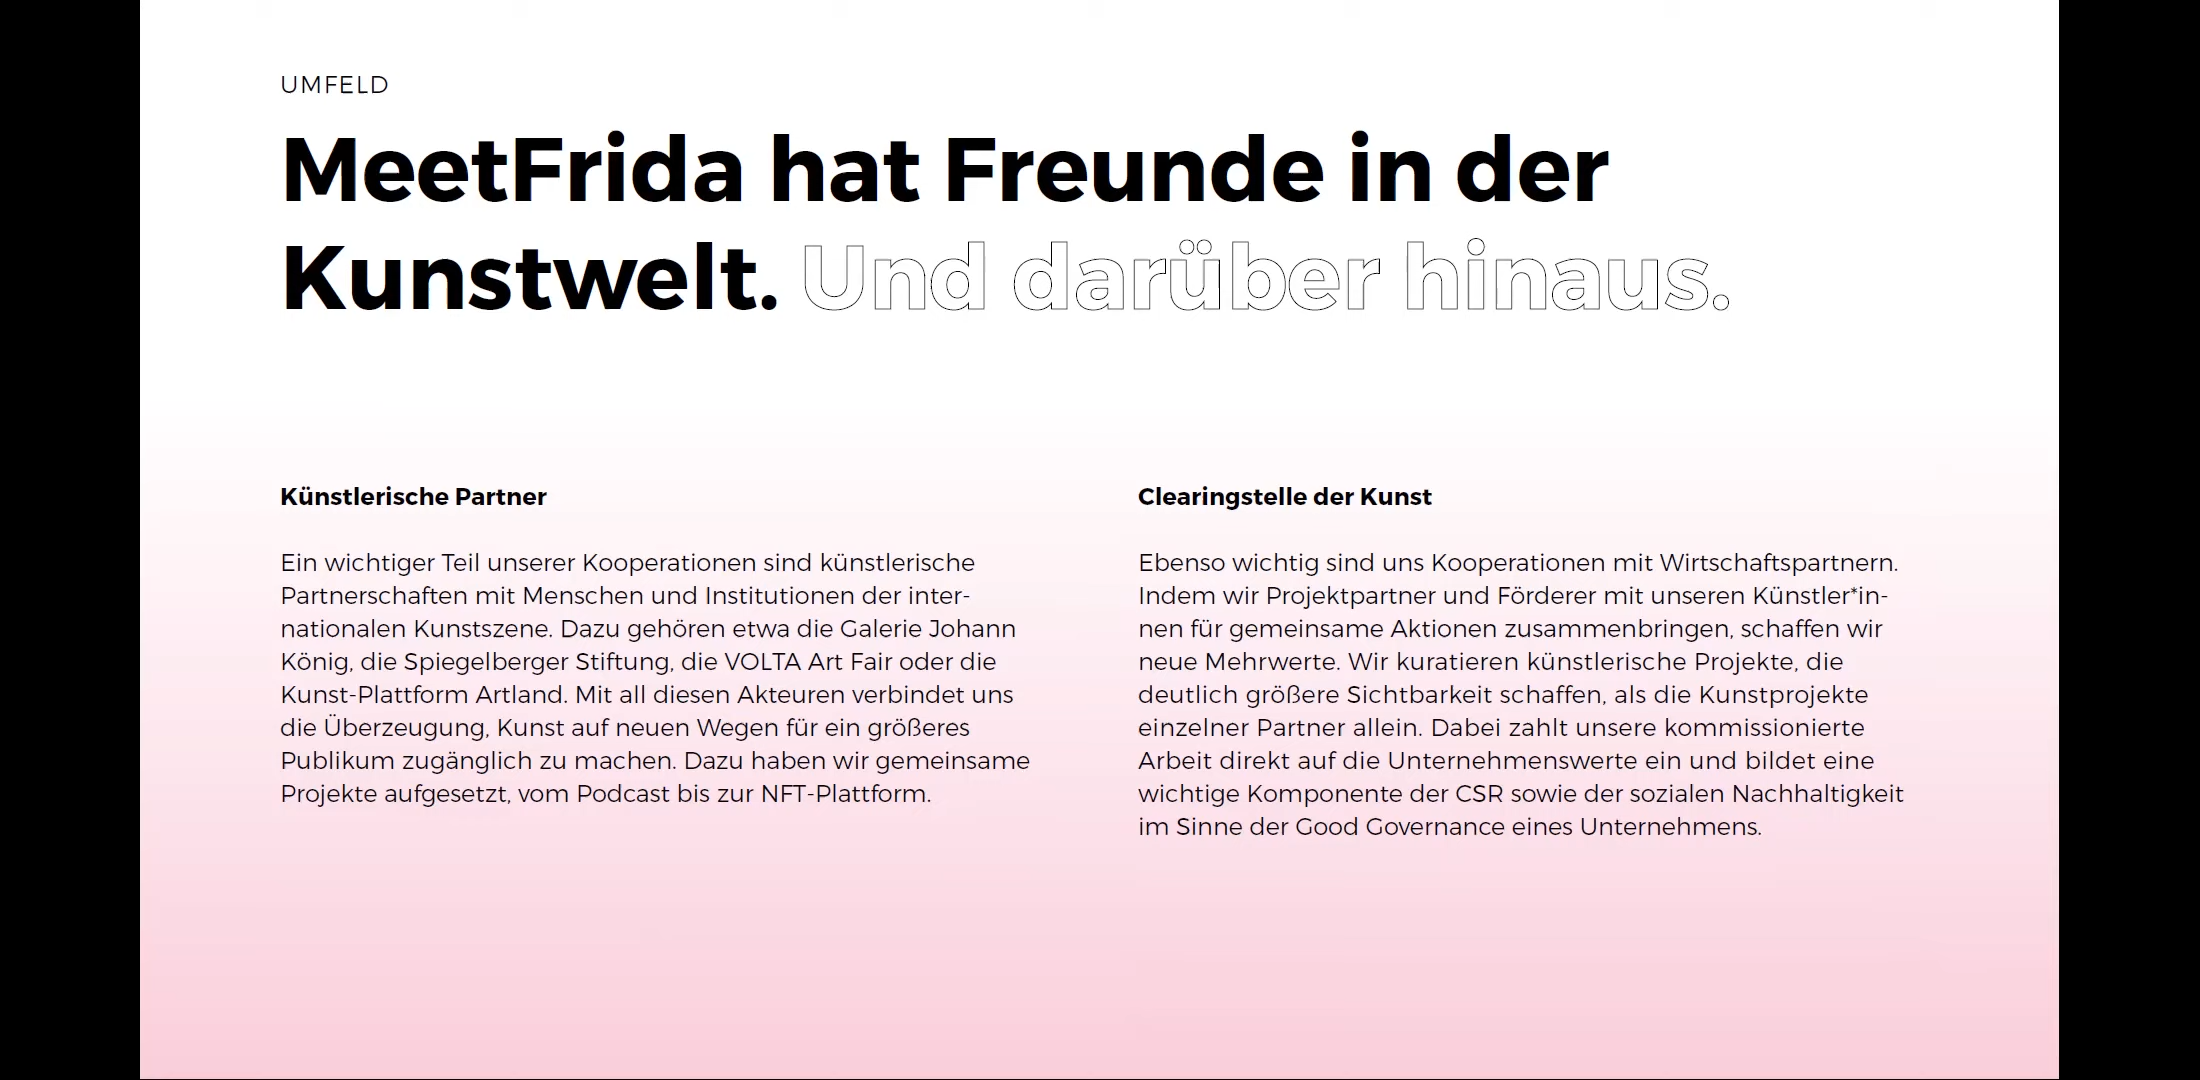 UMFELD
MeetFrida hat Freunde in der
Kunstwelt. Und darüber hinaus.
Künstlerische Partner
Ein wichtiger Teil unserer Kooperationen sind künstlerische
Partnerschaften mit Menschen und Institutionen der inter-
nationalen Kunstszene. Dazu gehören etwa die Galerie Johann
König, die Spiegelberger Stiftung, die VOLTA Art Fair oder die
Kunst-Plattform Artland. Mit all diesen Akteuren verbindet uns
die Überzeugung, Kunst auf neuen Wegen für ein größeres
Publikum zugänglich zu machen. Dazu haben wir gemeinsame
Projekte aufgesetzt, vom Podcast bis zur NFT-Plattform.
Clearingstelle der Kunst
Ebenso wichtig sind uns Kooperationen mit Wirtschaftspartnern.
Indem wir Projektpartner und Förderer mit unseren Künstler*in-
nen für gemeinsame Aktionen zusammenbringen, schaffen wir
neue Mehrwerte. Wir kuratieren künstlerische Projekte, die
deutlich größere Sichtbarkeit schaffen, als die Kunstprojekte
einzelner Partner allein. Dabei zahlt unsere kommissionierte
Arbeit direkt auf die Unternehmenswerte ein und bildet eine
wichtige Komponente der CSR sowie der sozialen Nachhaltigkeit
im Sinne der Good Governance eines Unternehmens.